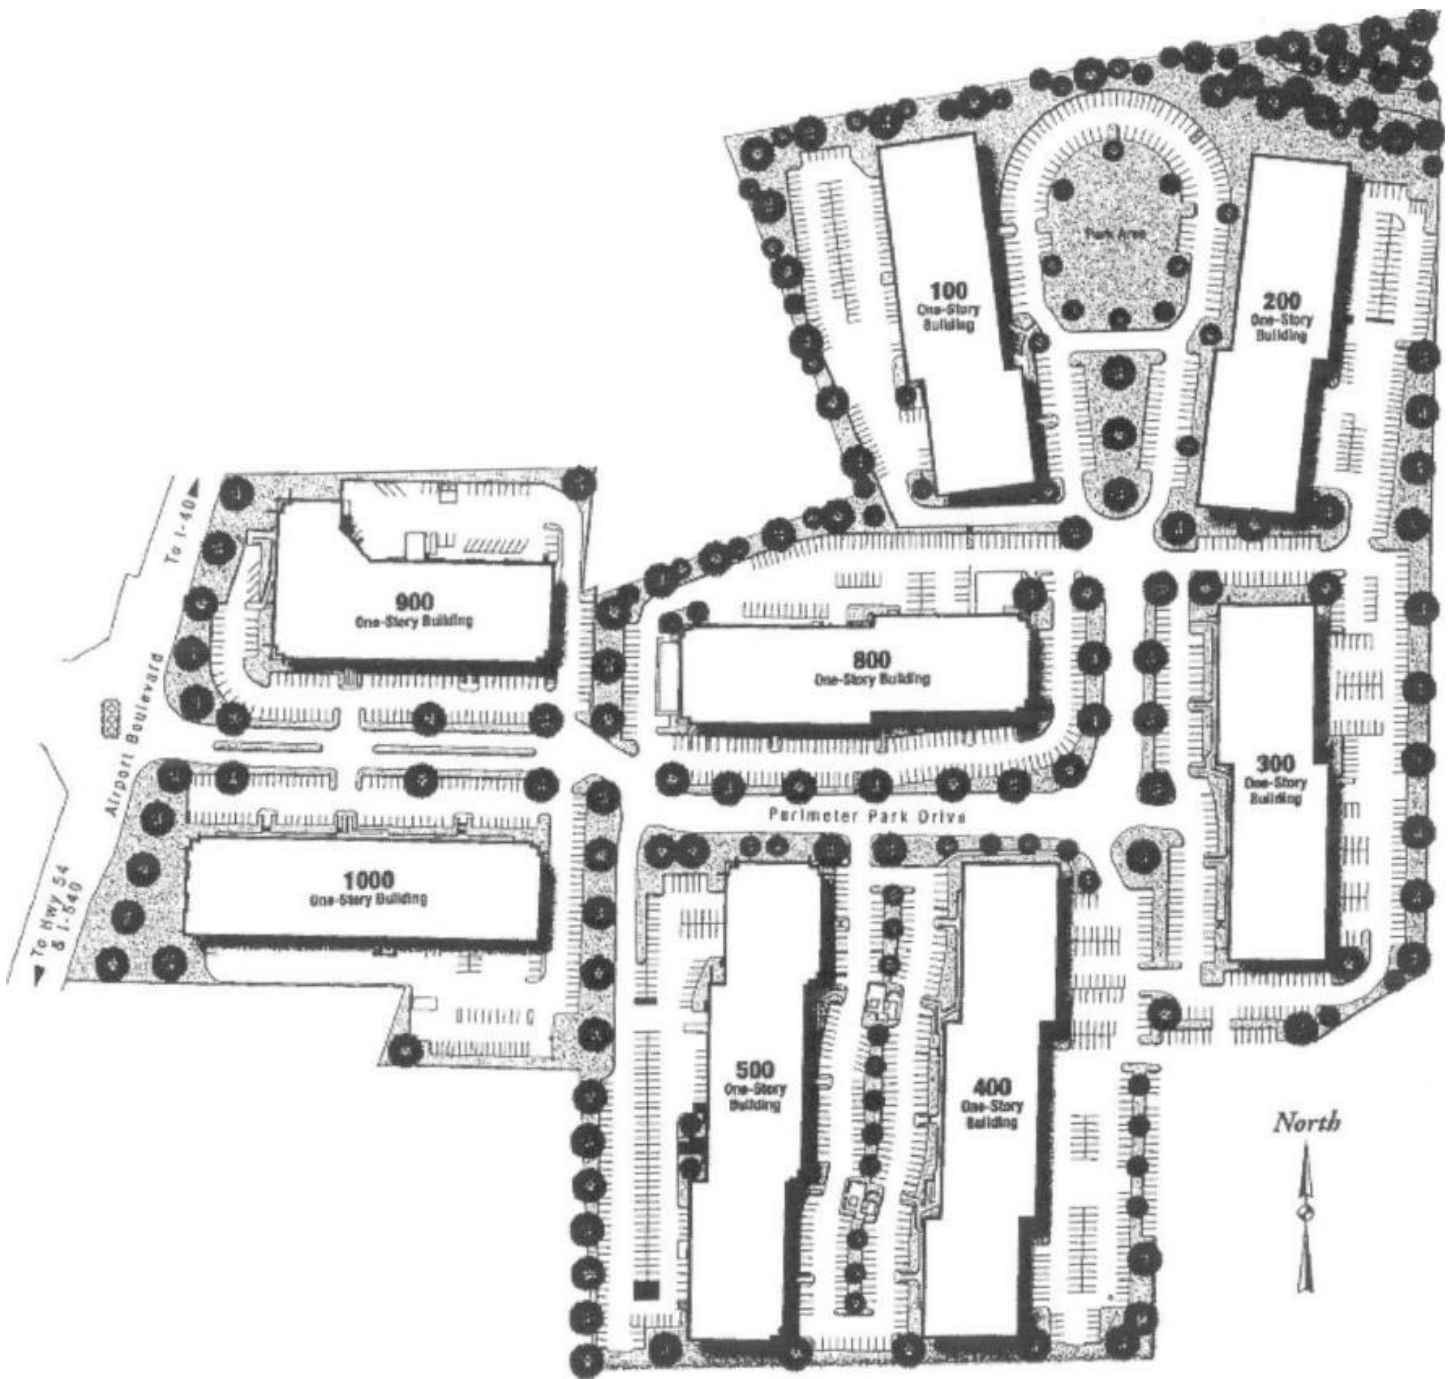 Park Area
100
One-Story
Building
200
One-Story
Building
To I-40
900
One-Story Building
800
One-Story Building
Airport Boulevard
300
One-Story
Building
Perimeter Park Drive
1000
One-Story Building
To Hwy 54
& I-540
500
One-Story
Building
400
One-Story
Building
North